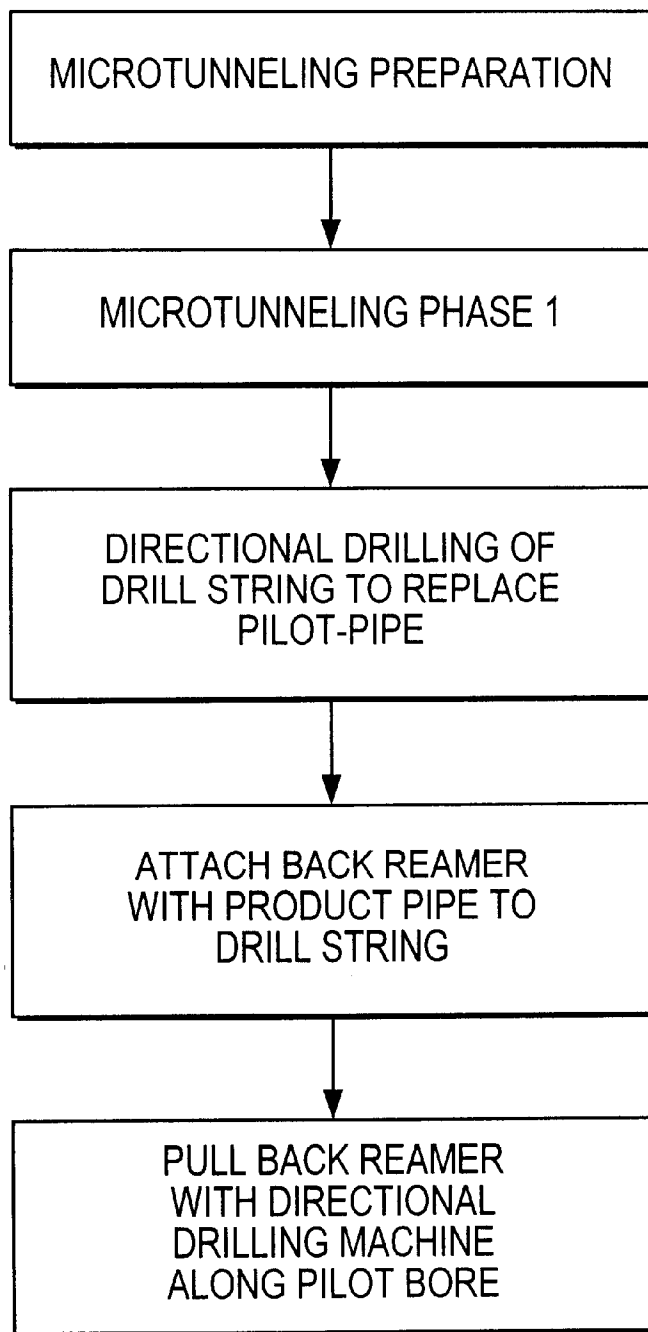 MICROTUNNELING PREPARATION
MICROTUNNELING PHASE 1
DIRECTIONAL DRILLING OF
DRILL STRING TO REPLACE
PILOT-PIPE
ATTACH BACK REAMER
WITH PRODUCT PIPE TO
DRILL STRING
PULL BACK REAMER
WITH DIRECTIONAL
DRILLING MACHINE
ALONG PILOT BORE